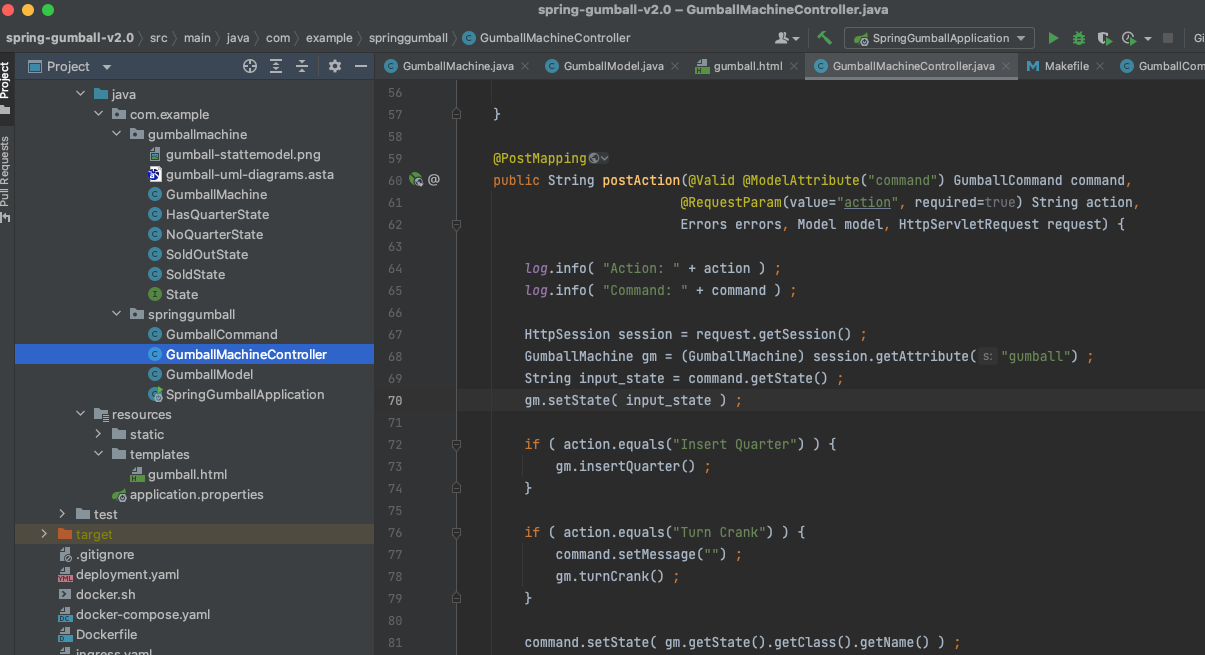 spring-gumball-v2.0 – GumballMachineController.java
spring-gumball-v2.0 src main java com example springgumball GumballMachineController SpringGumballApplication Gi
Project
Pull Requests
Project
GumballMachine.java GumballModel.java gumball.html GumballMachineController.java Makefile GumballCom
java
com.example
gumballmachine
gumball-stattemodel.png
gumball-uml-diagrams.asta
GumballMachine
HasQuarterState
NoQuarterState
SoldOutState
SoldState
State
springgumball
GumballCommand
GumballMachineController
GumballModel
SpringGumballApplication
resources
static
templates
gumball.html
application.properties
test
target
.gitignore
deployment.yaml
docker.sh
docker-compose.yaml
Dockerfile
ingress.yaml
56
57 }
58
59 @PostMapping
60 public String postAction(@Valid @ModelAttribute("command") GumballCommand command,
61 @RequestParam(value="action", required=true) String action,
62 Errors errors, Model model, HttpServletRequest request) {
63
64 log.info( "Action: " + action ) ;
65 log.info( "Command: " + command ) ;
66
67 HttpSession session = request.getSession() ;
68 GumballMachine gm = (GumballMachine) session.getAttribute( s: "gumball") ;
69 String input_state = command.getState() ;
70 gm.setState( input_state ) ;
71
72 if ( action.equals("Insert Quarter") ) {
73 gm.insertQuarter() ;
74 }
75
76 if ( action.equals("Turn Crank") ) {
77 command.setMessage("") ;
78 gm.turnCrank() ;
79 }
80
81 command.setState( gm.getState().getClass().getName() ) ;